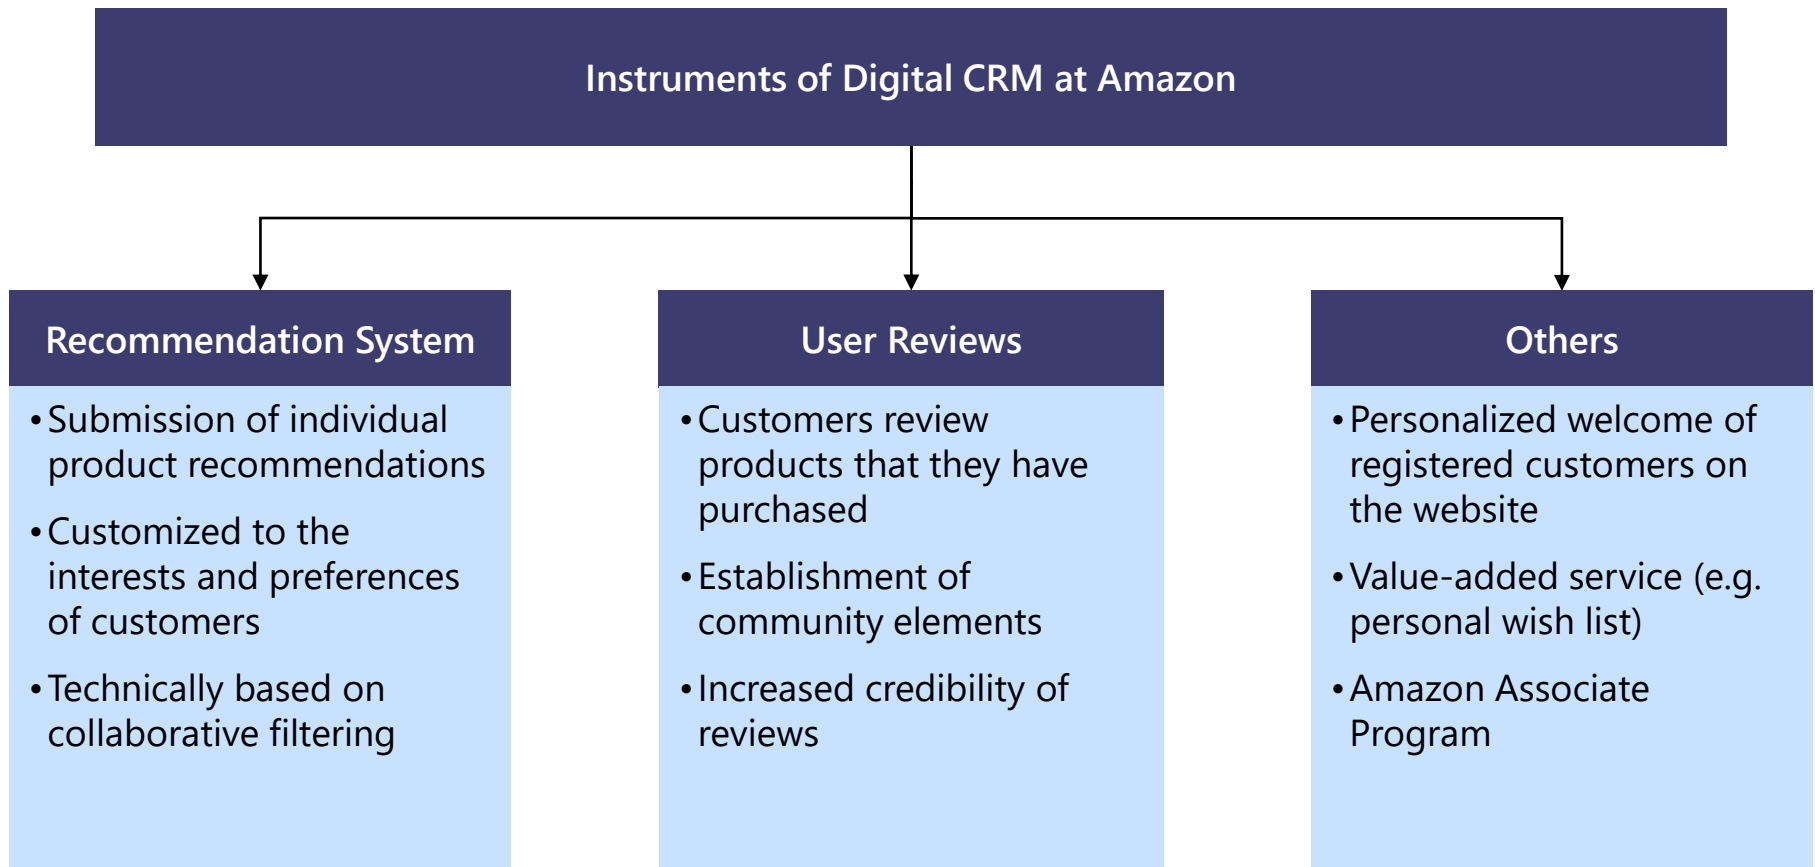 Instruments of Digital CRM at Amazon
Recommendation System
• Submission of individual
product recommendations
• Customized to the
interests and preferences
of customers
• Technically based on
collaborative filtering
User Reviews
• Customers review
products that they have
purchased
• Establishment of
community elements
• Increased credibility of
reviews
Others
• Personalized welcome of
registered customers on
the website
• Value-added service (e.g.
personal wish list)
• Amazon Associate
Program